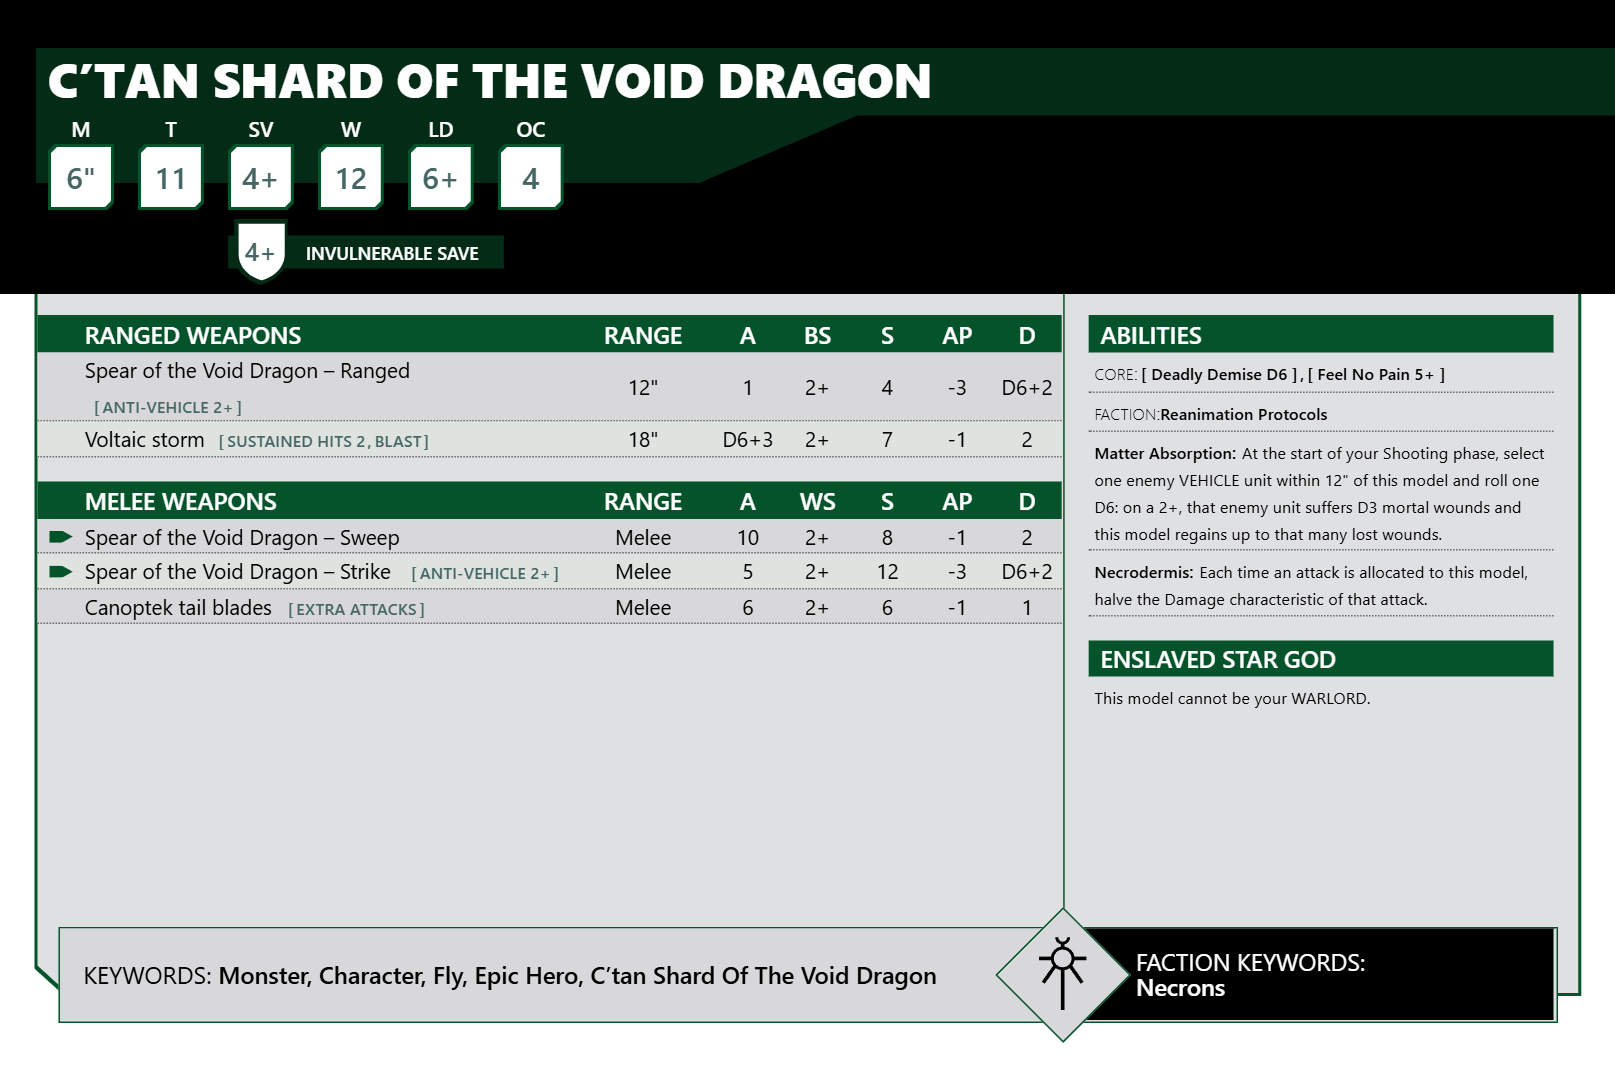 C’TAN SHARD OF THE VOID DRAGON
M T SV W LD OC
6" 11 4+ 12 6+ 4
4+ INVULNERABLE SAVE
RANGED WEAPONS RANGE A BS S AP D
Spear of the Void Dragon – Ranged
12" 1 2+ 4 -3 D6+2
[ ANTI-VEHICLE 2+ ]
Voltaic storm [ SUSTAINED HITS 2 , BLAST ] 18" D6+3 2+ 7 -1 2
MELEE WEAPONS RANGE A WS S AP D
Spear of the Void Dragon – Sweep Melee 10 2+ 8 -1 2
Spear of the Void Dragon – Strike [ ANTI-VEHICLE 2+ ] Melee 5 2+ 12 -3 D6+2
Canoptek tail blades [ EXTRA ATTACKS ] Melee 6 2+ 6 -1 1
ABILITIES
CORE: [ Deadly Demise D6 ] , [ Feel No Pain 5+ ]
FACTION:Reanimation Protocols
Matter Absorption: At the start of your Shooting phase, select
one enemy VEHICLE unit within 12" of this model and roll one
D6: on a 2+, that enemy unit suffers D3 mortal wounds and
this model regains up to that many lost wounds.
Necrodermis: Each time an attack is allocated to this model,
halve the Damage characteristic of that attack.
ENSLAVED STAR GOD
This model cannot be your WARLORD.
KEYWORDS: Monster, Character, Fly, Epic Hero, C’tan Shard Of The Void Dragon
FACTION KEYWORDS:
Necrons